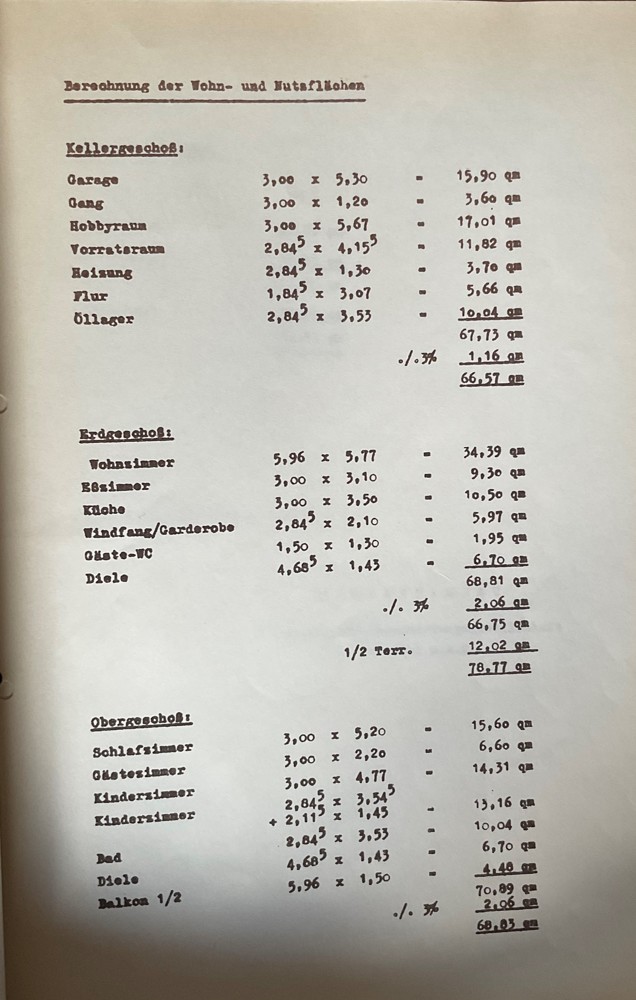 Berechnung der Wohn- und Nutzflächen
Kellergeschoß:
Garage 3,00 x 5,30 = 15,90 qm
Gang 3,00 x 1,20 = 3,60 qm
Hobbyraum 3,00 x 5,67 = 17,01 qm
Vorratsraum 2,84⁵ x 4,15⁵ = 11,82 qm
Heizung 2,84⁵ x 1,30 = 3,70 qm
Flur 1,84⁵ x 3,07 = 5,66 qm
Öllager 2,84⁵ x 3,53 = 10,04 qm
67,73 qm
./.3% 1,16 qm
66,57 qm
Erdgeschoß:
Wohnzimmer 5,96 x 5,77 = 34,39 qm
Eßzimmer 3,00 x 3,10 = 9,30 qm
Küche 3,00 x 3,50 = 10,50 qm
Windfang/Garderobe 2,84⁵ x 2,10 = 5,97 qm
Gäste-WC 1,50 x 1,30 = 1,95 qm
Diele 4,68⁵ x 1,43 = 6,70 qm
68,81 qm
./. 3% 2,06 qm
66,75 qm
1/2 Terr. 12,02 qm
78,77 qm
Obergeschoß:
Schlafzimmer 3,00 x 5,20 = 15,60 qm
Gästezimmer 3,00 x 2,20 = 6,60 qm
Kinderzimmer 3,00 x 4,77 = 14,31 qm
Kinderzimmer 2,84⁵ x 3,54⁵
+ 2,11⁵ x 1,45 = 13,16 qm
Bad 2,84⁵ x 3,53 = 10,04 qm
Diele 4,68⁵ x 1,43 = 6,70 qm
Balkon 1/2 5,96 x 1,50 = 4,48 qm
70,89 qm
./. 3% 2,06 qm
68,83 qm